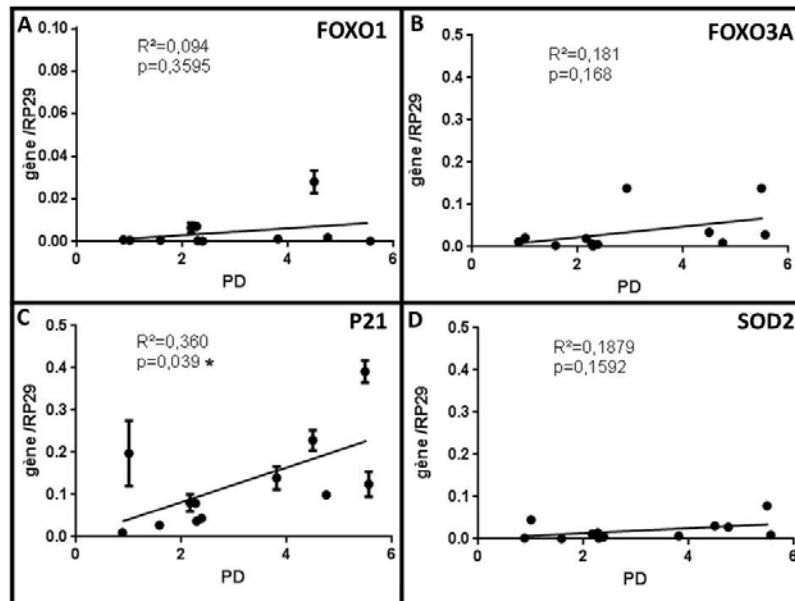 A
FOXO1
R²=0,094
p=0,3595
gène /RP29
0.10
0.08
0.06
0.04
0.02
0.00
0 2 4 6
PD
B
FOXO3A
R²=0,181
p=0,168
gène /RP29
0.5
0.4
0.3
0.2
0.1
0.0
0 2 4 6
PD
C
P21
R²=0,360
p=0,039 *
gène/RP29
0.5
0.4
0.3
0.2
0.1
0.0
0 2 4 6
PD
D
SOD2
R²=0,1879
p=0,1592
gène/RP29
0.5
0.4
0.3
0.2
0.1
0.0
0 2 4 6
PD